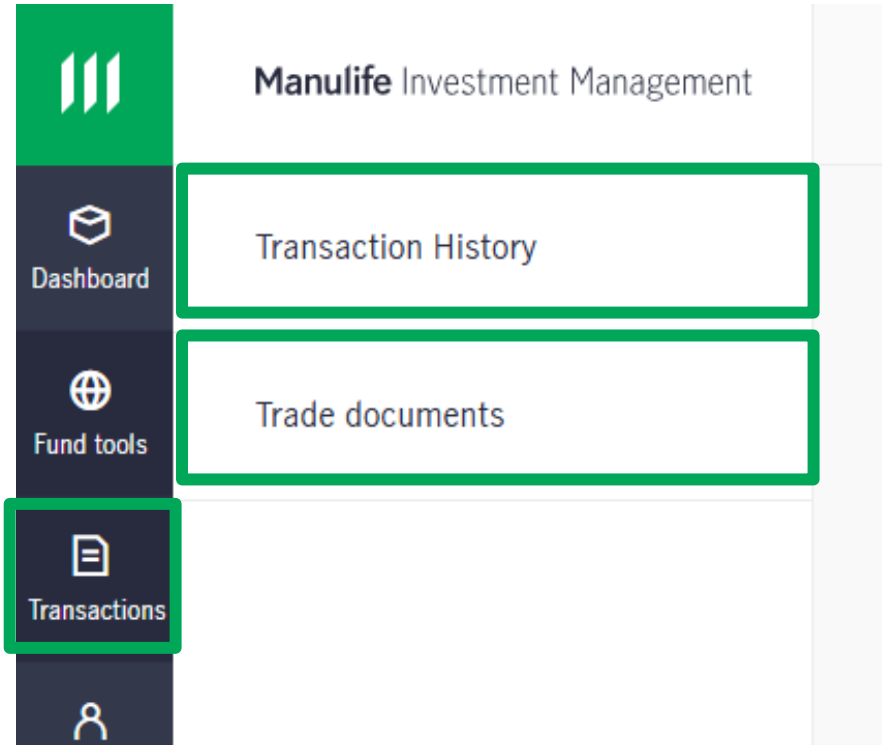 Manulife Investment Management
Dashboard
Transaction History
Fund tools
Trade documents
Transactions